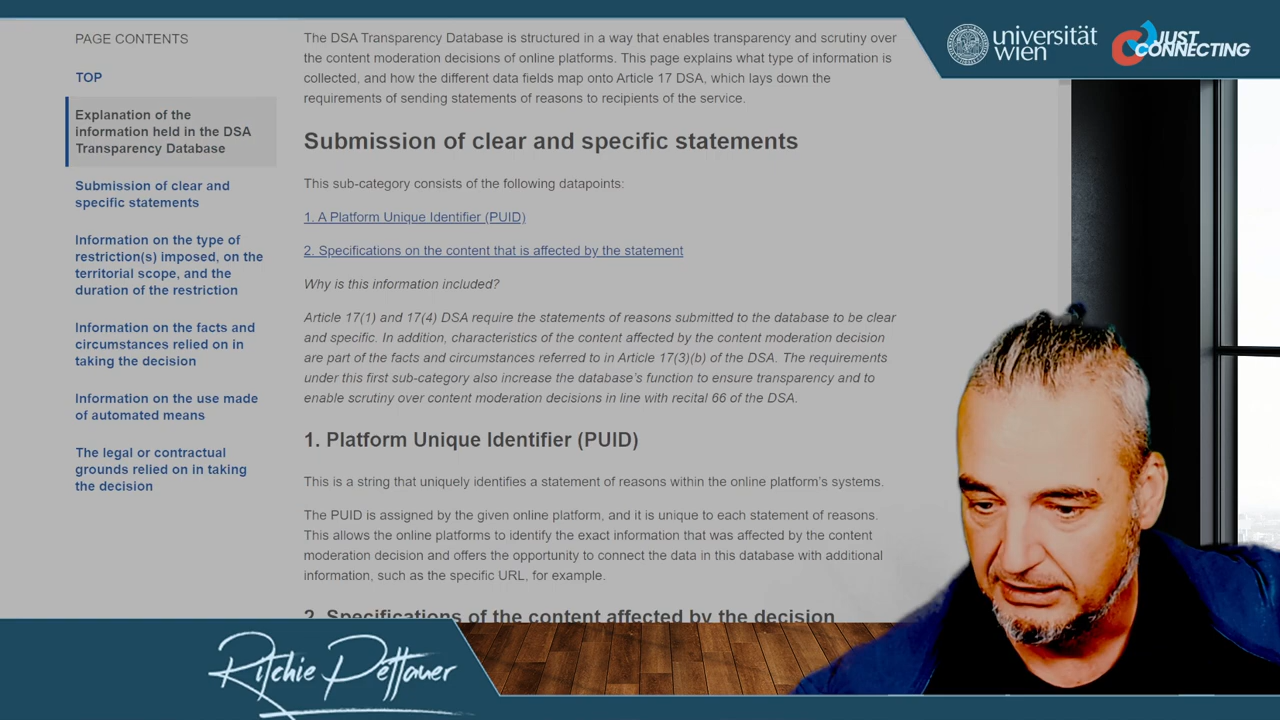 PAGE CONTENTS
TOP
Explanation of the
information held in the DSA
Transparency Database
Submission of clear and
specific statements
Information on the type of
restriction(s) imposed, on the
territorial scope, and the
duration of the restriction
Information on the facts and
circumstances relied on in
taking the decision
Information on the use made
of automated means
The legal or contractual
grounds relied on in taking
the decision
The DSA Transparency Database is structured in a way that enables transparency and scrutiny over
the content moderation decisions of online platforms. This page explains what type of information is
collected, and how the different data fields map onto Article 17 DSA, which lays down the
requirements of sending statements of reasons to recipients of the service.
Submission of clear and specific statements
This sub-category consists of the following datapoints:
1. A Platform Unique Identifier (PUID)
2. Specifications on the content that is affected by the statement
Why is this information included?
Article 17(1) and 17(4) DSA require the statements of reasons submitted to the database to be clear
and specific. In addition, characteristics of the content affected by the content moderation decision
are part of the facts and circumstances referred to in Article 17(3)(b) of the DSA. The requirements
under this first sub-category also increase the database's function to ensure transparency and to
enable scrutiny over content moderation decisions in line with recital 66 of the DSA.
1. Platform Unique Identifier (PUID)
This is a string that uniquely identifies a statement of reasons within the online platform's systems.
The PUID is assigned by the given online platform, and it is unique to each statement of reasons.
This allows the online platforms to identify the exact information that was affected by the content
moderation decision and offers the opportunity to connect the data in this database with additional
information, such as the specific URL, for example.
2. Specifications of the content affected by the decision
universität
wien
JUST
CONNECTING
Ritchie Pettauer